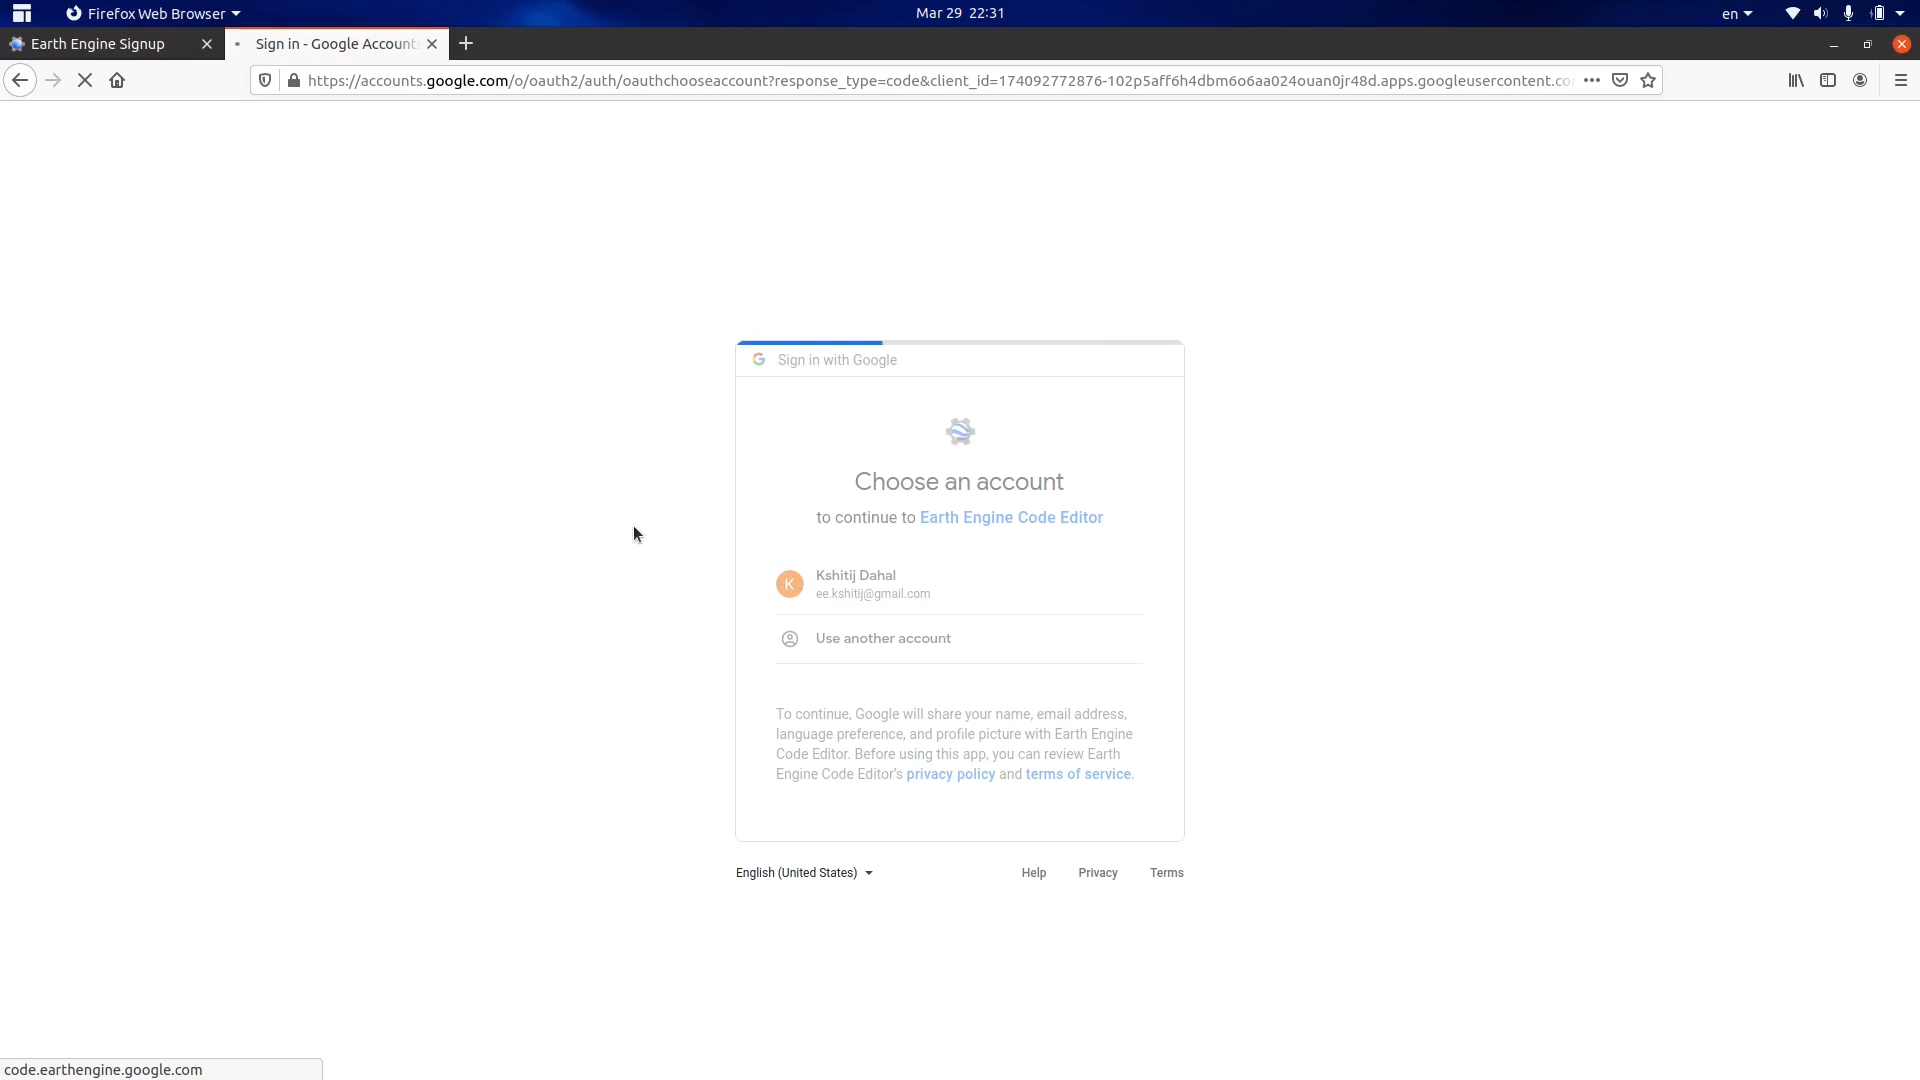 Firefox Web Browser
Mar 29 22:31
en
Earth Engine Signup
Sign in - Google Account
https://accounts.google.com/o/oauth2/auth/oauthchooseaccount?response_type=code&client_id=174092772876-102p5aff6h4dbm6o6aa024ouan0jr48d.apps.googleusercontent.co
Sign in with Google
Choose an account
to continue to Earth Engine Code Editor
K
Kshitij Dahal
ee.kshitij@gmail.com
Use another account
To continue, Google will share your name, email address,
language preference, and profile picture with Earth Engine
Code Editor. Before using this app, you can review Earth
Engine Code Editor's privacy policy and terms of service.
English (United States)
Help
Privacy
Terms
code.earthengine.google.com